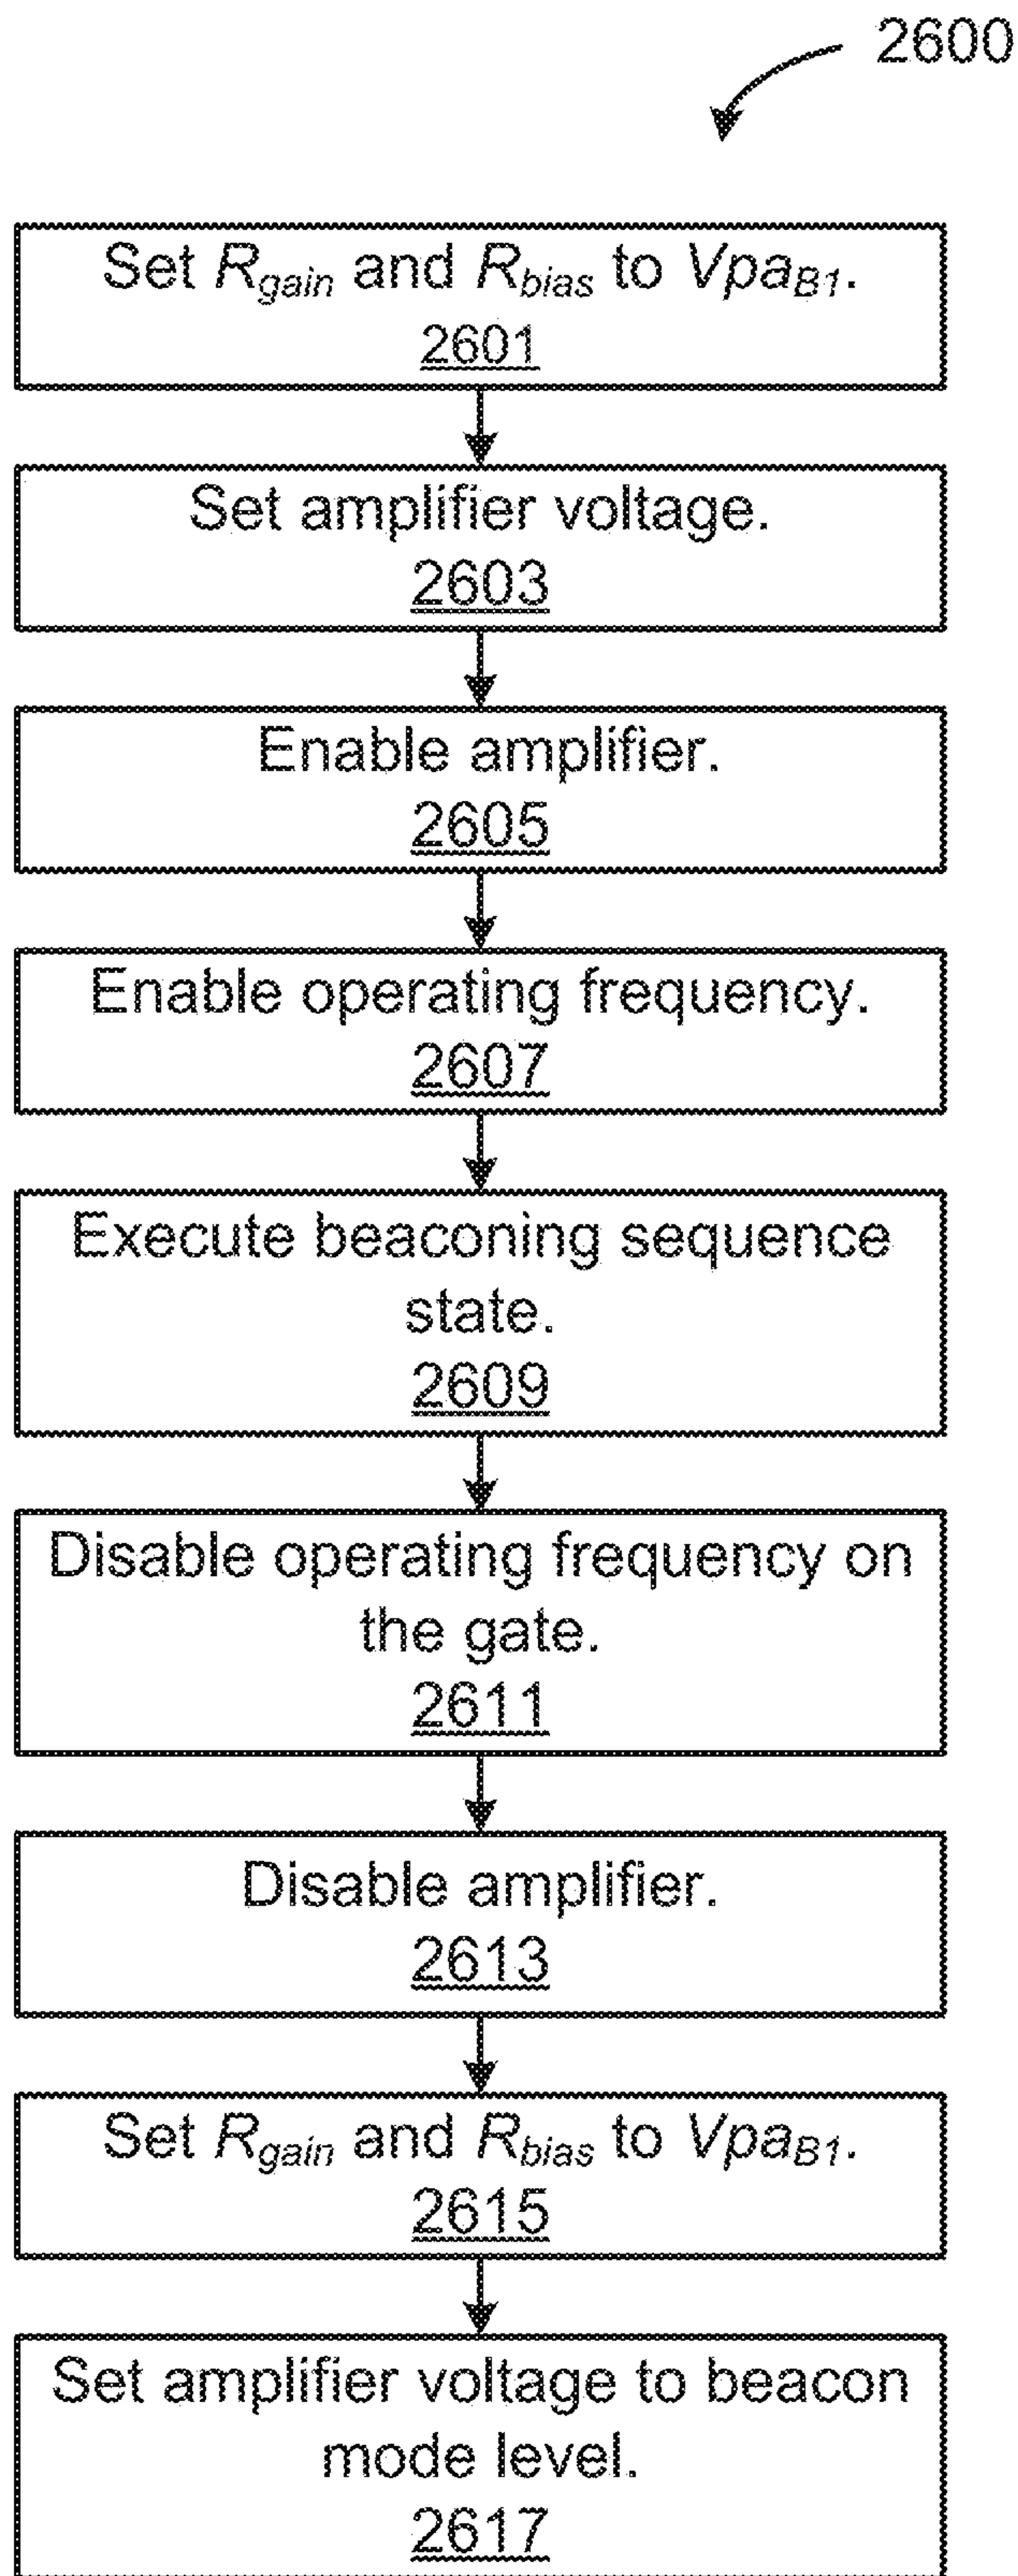 2600
Set Rgain and Rbias to VpaB1.
2601
Set amplifier voltage.
2603
Enable amplifier.
2605
Enable operating frequency.
2607
Execute beaconing sequence
state.
2609
Disable operating frequency on
the gate.
2611
Disable amplifier.
2613
Set Rgain and Rbias to VpaB1.
2615
Set amplifier voltage to beacon
mode level.
2617